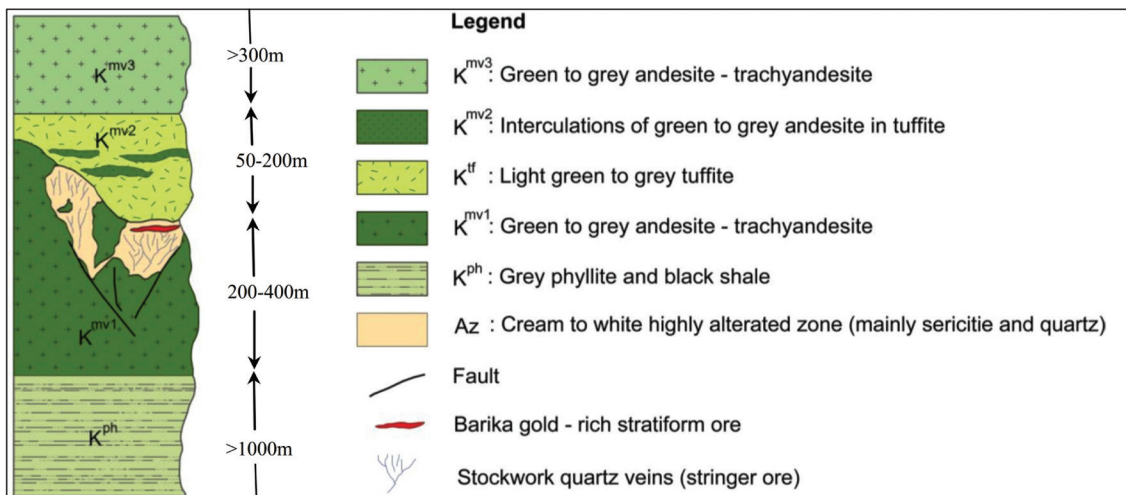 Legend
K^mv3
>300m
K^mv3: Green to grey andesite - trachyandesite
K^mv2
K^mv2: Interculations of green to grey andesite in tuffite
50-200m
K^tf : Light green to grey tuffite
K^mv1: Green to grey andesite - trachyandesite
200-400m
K^ph : Grey phyllite and black shale
K^mv1
Az : Cream to white highly alterated zone (mainly sericitie and quartz)
Fault
Barika gold - rich stratiform ore
K^ph
>1000m
Stockwork quartz veins (stringer ore)